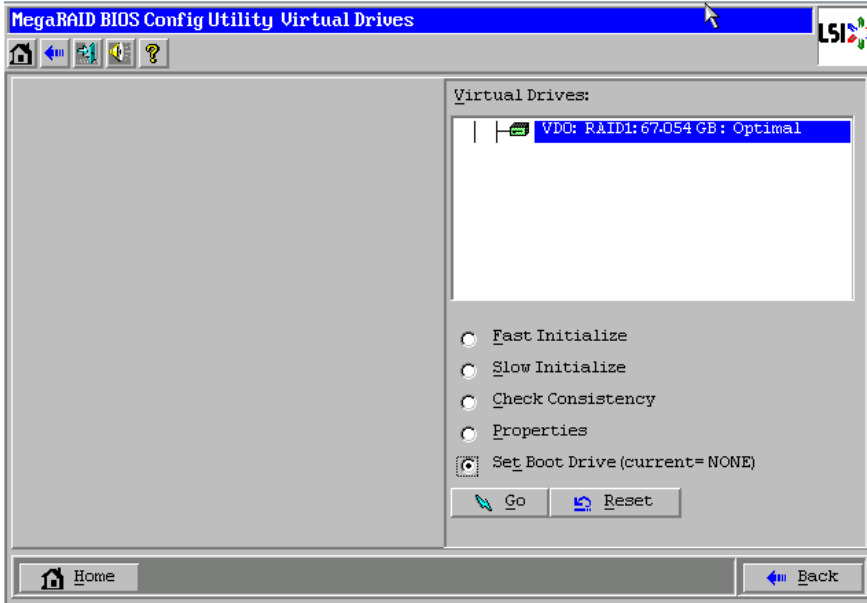 MegaRAID BIOS Config Utility Virtual Drives
LSI
Virtual Drives:
VD0: RAID1: 67.054 GB: Optimal
Fast Initialize
Slow Initialize
Check Consistency
Properties
Set Boot Drive (current= NONE)
Go
Reset
Home
Back